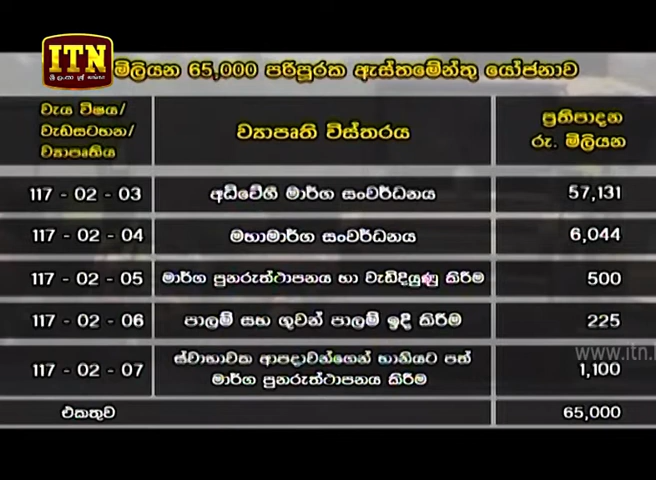 ITN
ශ්‍රී ලංකා ශ්‍රී තොරන
මිලියන 65,000 පරිපූරක ඇස්තමේන්තු යෝජනාව
වැය විෂය/
වැඩසටහන/
ව්‍යාපෘතිය
ව්‍යාපෘති විස්තරය
ප්‍රතිපාදන
රු. මිලියන
117 - 02 - 03 අධිවේගී මාර්ග සංවර්ධනය 57,131
117 - 02 - 04 මහාමාර්ග සංවර්ධනය 6,044
117 - 02 - 05 මාර්ග පුනරුත්ථාපනය හා වැඩිදියුණු කිරීම 500
117 - 02 - 06 පාලම් සහ ගුවන් පාලම් ඉදි කිරීම 225
117 - 02 - 07 ස්වාභාවික ආපදාවන්ගෙන් හානියට පත්
මාර්ග පුනරුත්ථාපනය කිරීම 1,100
www.itn.l
එකතුව 65,000